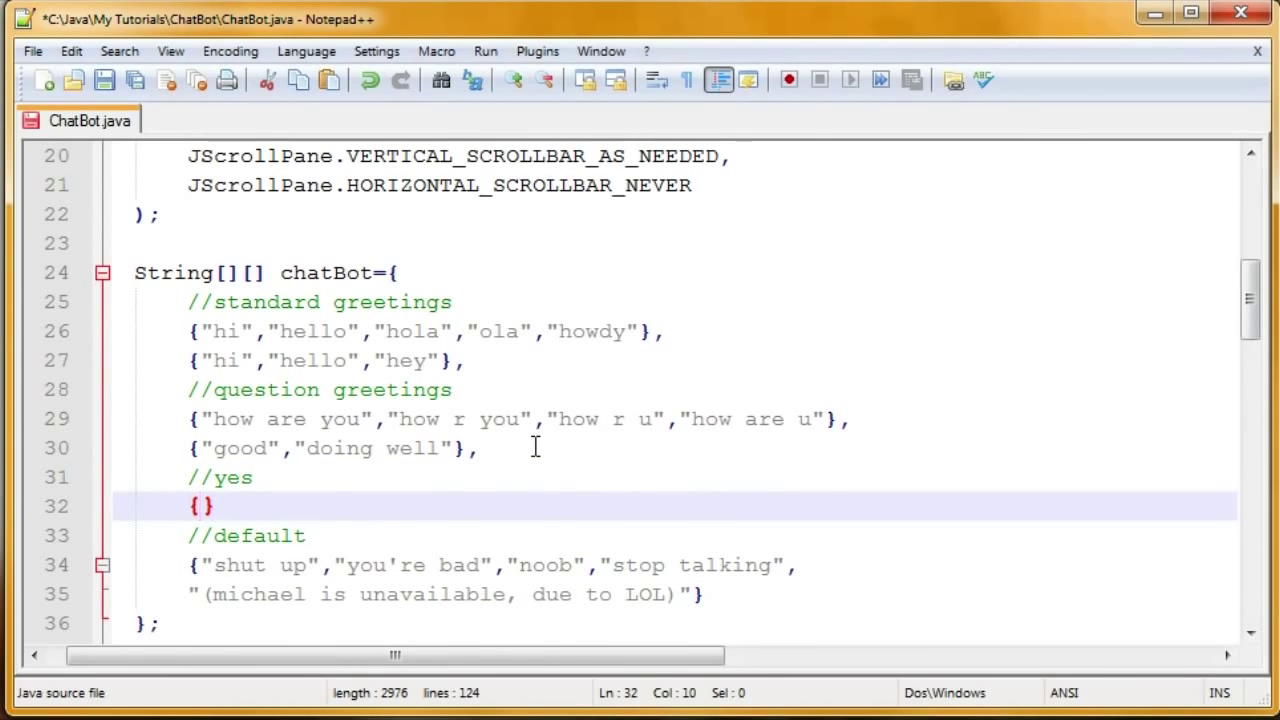 *C:\Java\My Tutorials\ChatBot\ChatBot.java - Notepad++
File Edit Search View Encoding Language Settings Macro Run Plugins Window ? X
ChatBot.java
20 JScrollPane.VERTICAL_SCROLLBAR_AS_NEEDED,
21 JScrollPane.HORIZONTAL_SCROLLBAR_NEVER
22 );
23
24 String[][] chatBot={
25 //standard greetings
26 {"hi","hello","hola","ola","howdy"},
27 {"hi","hello","hey"},
28 //question greetings
29 {"how are you","how r you","how r u","how are u"},
30 {"good","doing well"},
31 //yes
32 {}
33 //default
34 {"shut up","you're bad","noob","stop talking",
35 "(michael is unavailable, due to LOL)"}
36 };
Java source file length : 2976 lines : 124 Ln : 32 Col : 10 Sel : 0 Dos\Windows ANSI INS